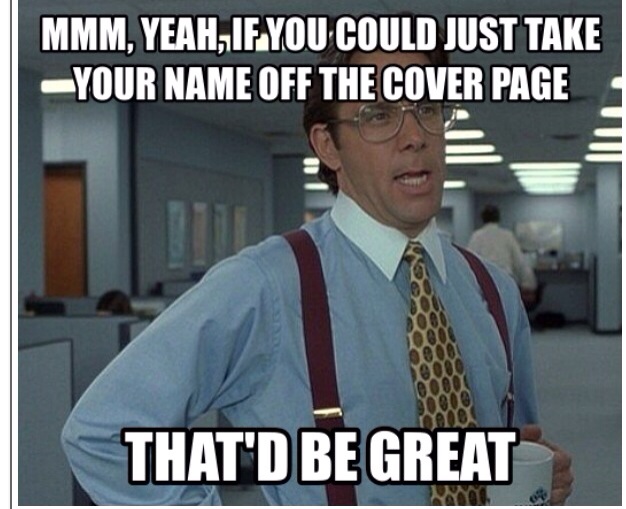 MMM, YEAH, IF YOU COULD JUST TAKE
YOUR NAME OFF THE COVER PAGE
THAT'D BE GREAT